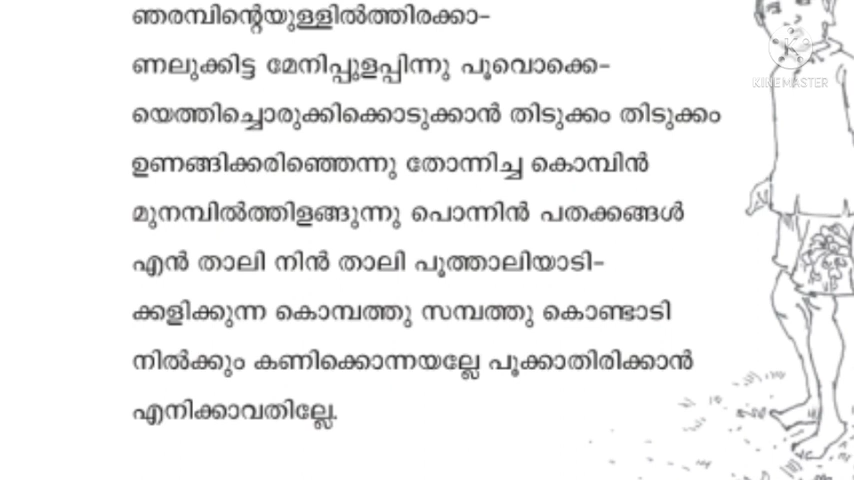 ഞരമ്പിന്റെയുള്ളിൽത്തിരക്കാ-
ണലുക്കിട്ട മേനിപ്പുളപ്പിന്നു പൂവൊക്കെ-
യെത്തിച്ചൊരുക്കിക്കൊടുക്കാൻ തിടുക്കം തിടുക്കം
ഉണങ്ങിക്കരിഞ്ഞെന്നു തോന്നിച്ച കൊമ്പിൻ
മുനമ്പിൽത്തിളങ്ങുന്നു പൊന്നിൻ പതക്കങ്ങൾ
എൻ താലി നിൻ താലി പൂത്താലിയാടി-
ക്കളിക്കുന്ന കൊമ്പത്തു സമ്പത്തു കൊണ്ടാടി
നിൽക്കും കണിക്കൊന്നയല്ലേ പൂക്കാതിരിക്കാൻ
എനിക്കാവതില്ലേ.
KINEMASTER